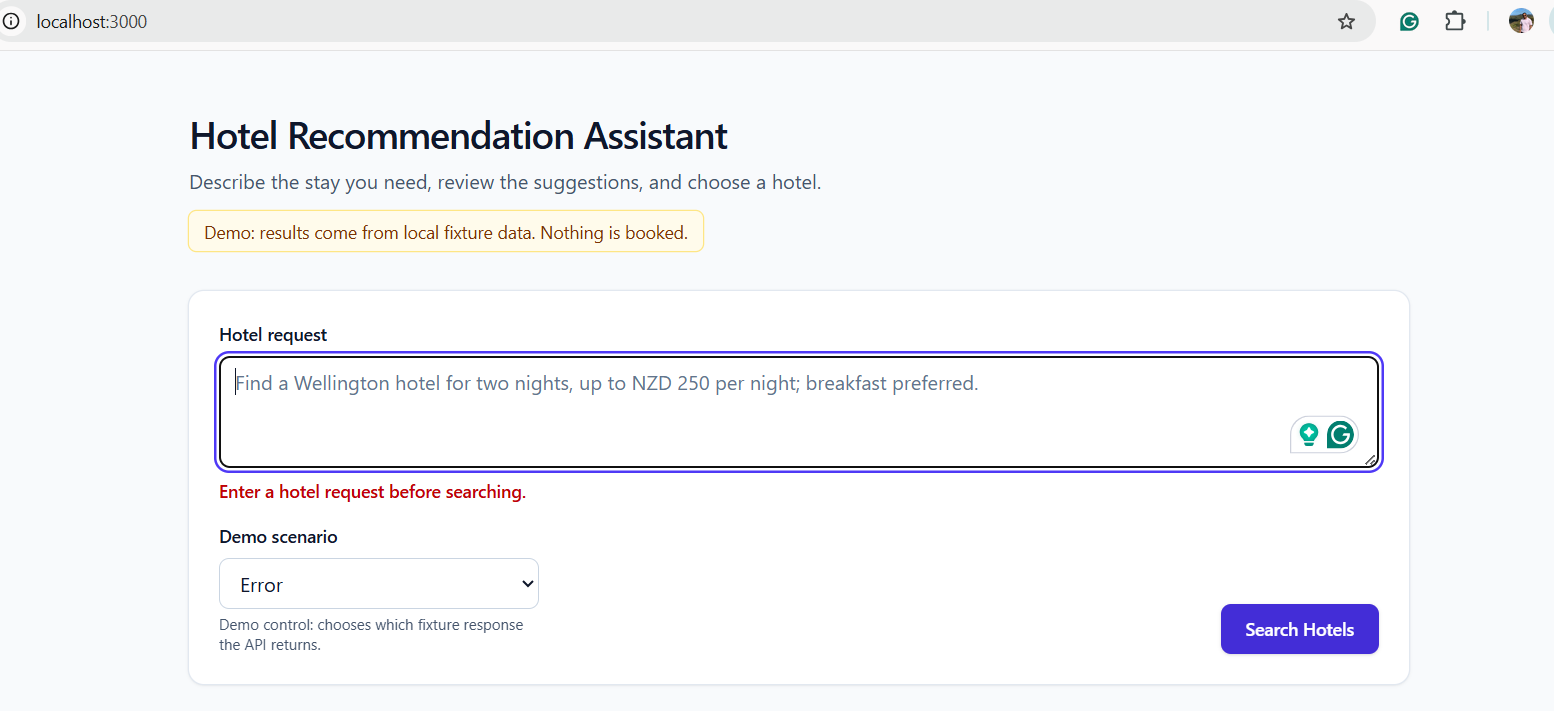 localhost:3000
Hotel Recommendation Assistant
Describe the stay you need, review the suggestions, and choose a hotel.
Demo: results come from local fixture data. Nothing is booked.
Hotel request
Find a Wellington hotel for two nights, up to NZD 250 per night; breakfast preferred.
Enter a hotel request before searching.
Demo scenario
Error
Demo control: chooses which fixture response
the API returns.
Search Hotels